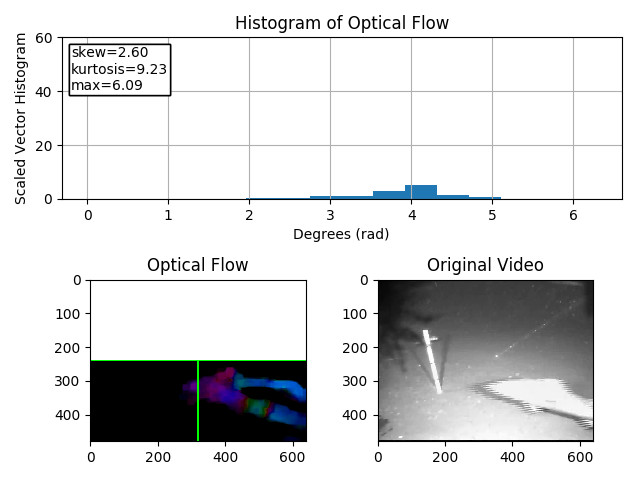 Histogram of Optical Flow
Scaled Vector Histogram
60
40
20
0
skew=2.60
kurtosis=9.23
max=6.09
0 1 2 3 4 5 6
Degrees (rad)
Optical Flow
0
100
200
300
400
0 200 400 600
Original Video
0
100
200
300
400
0 200 400 600